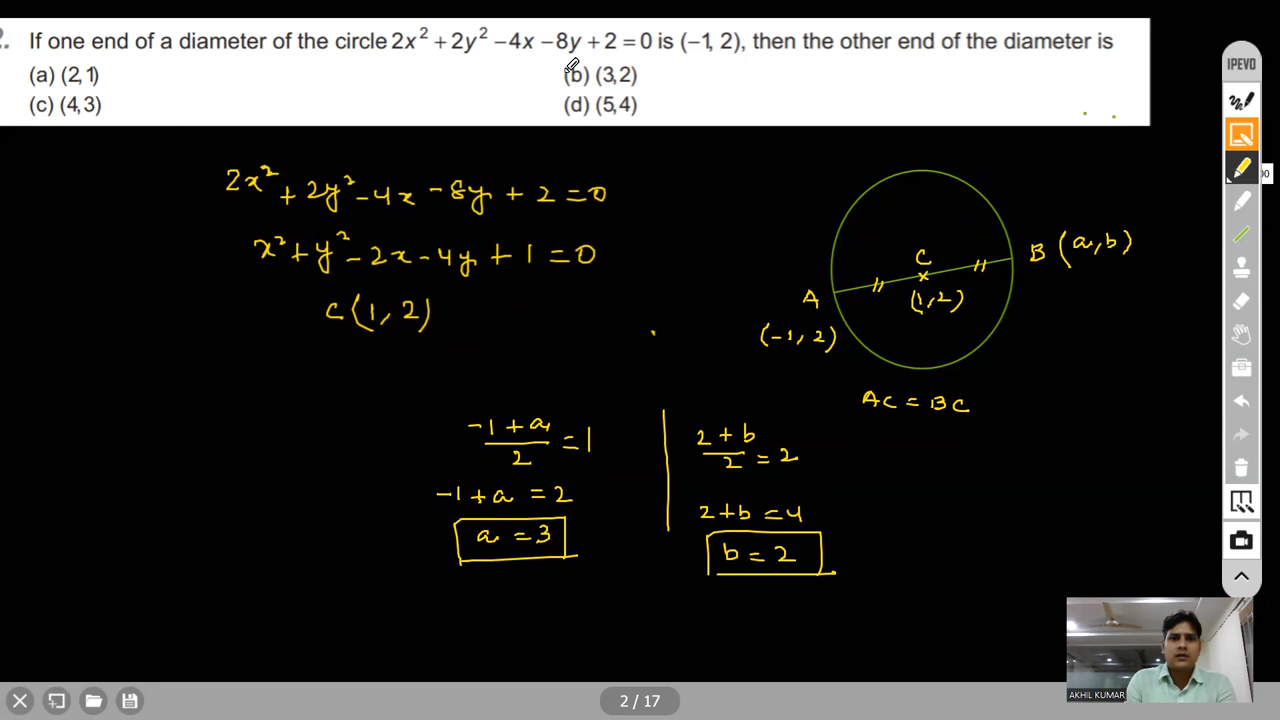 2. If one end of a diameter of the circle 2x² + 2y² − 4x − 8y + 2 = 0 is (−1, 2), then the other end of the diameter is
(a) (2, 1)
(b) (3, 2)
(c) (4, 3)
(d) (5, 4)
2x² + 2y² − 4x − 8y + 2 = 0
x² + y² − 2x − 4y + 1 = 0
C(1, 2)
C
(1, 2)
A
(−1, 2)
B (a, b)
AC = BC
(−1 + a)/2 = 1
−1 + a = 2
a = 3
(2 + b)/2 = 2
2 + b = 4
b = 2
IPEVO
00
2 / 17
AKHIL KUMAR